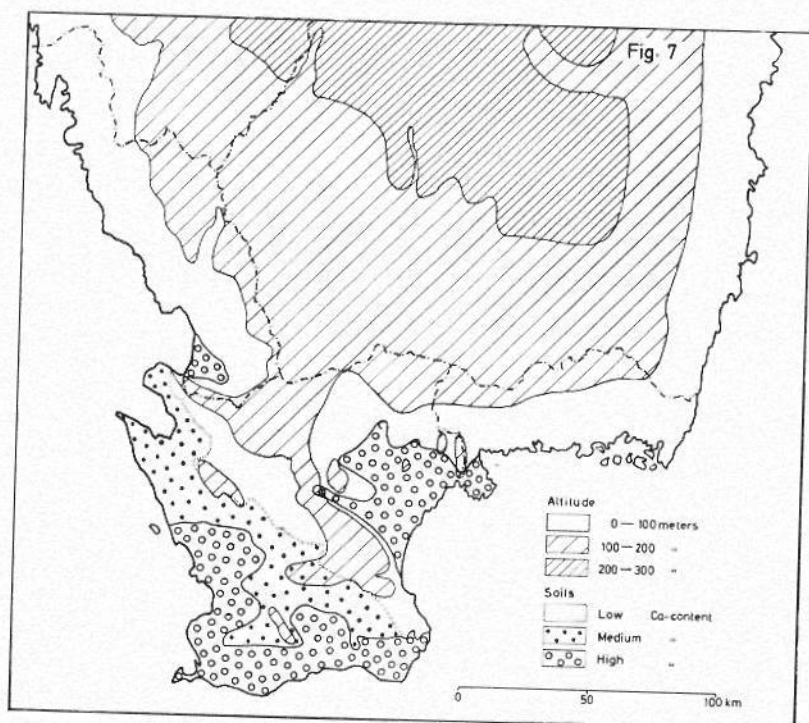 Fig. 7
Altitude
0 — 100 meters
100 — 200 "
200 — 300 "
Soils
Low Ca-content
Medium "
High "
0 50 100 km